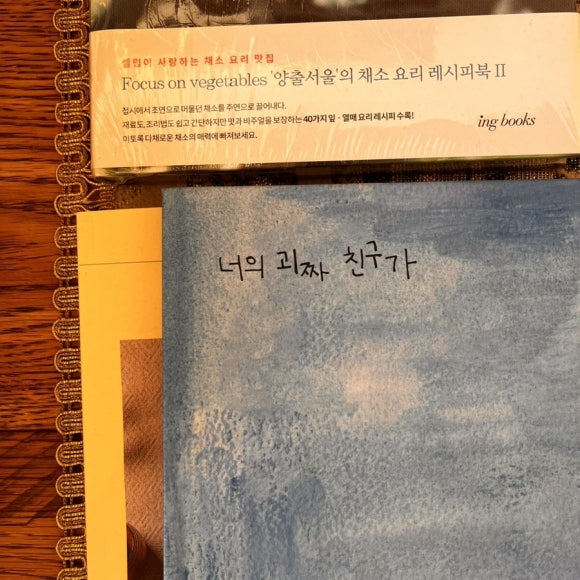 셀럽이 사랑하는 채소 요리 맛집
Focus on vegetables '양출서울'의 채소 요리 레시피북 II
접시에서 조연으로 머물던 채소를 주연으로 끌어내다.
재료도, 조리법도 쉽고 간단하지만 맛과 비주얼을 보장하는 40가지 잎·열매 요리 레시피 수록!
이토록 다채로운 채소의 매력에 빠져보세요.
ing books
너의 괴짜 친구가